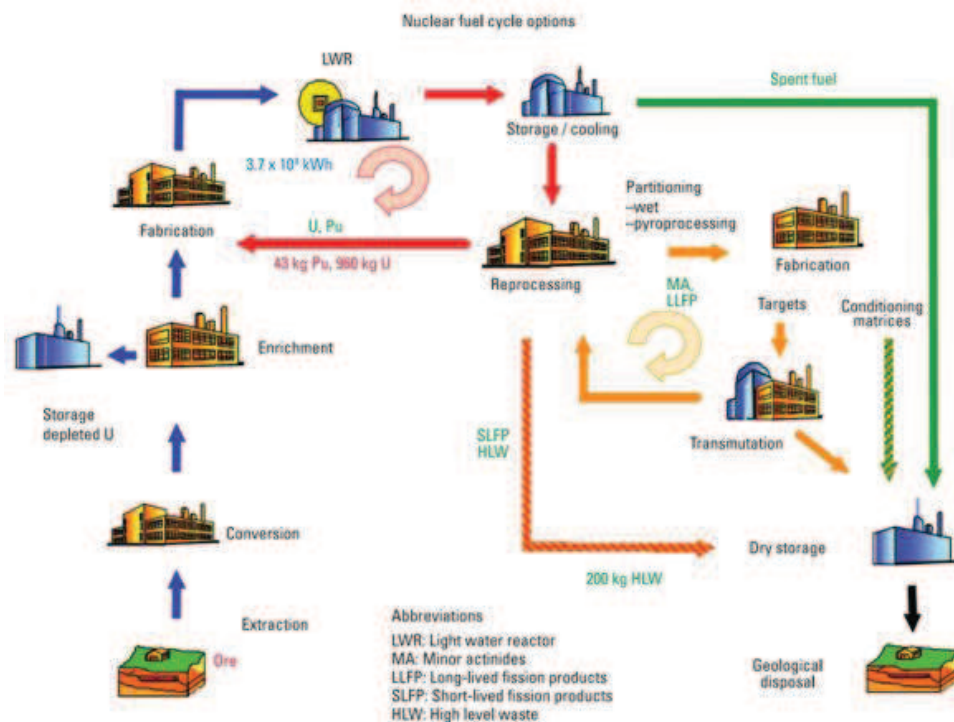 Nuclear fuel cycle options
LWR
Spent fuel
Storage / cooling
3.7 x 10⁹ kWh
Partitioning
–wet
–pyroprocessing
Fabrication
U, Pu
43 kg Pu, 960 kg U
Reprocessing
Fabrication
MA,
LLFP
Targets
Conditioning
matrices
Enrichment
Storage
depleted U
Transmutation
SLFP
HLW
Conversion
Dry storage
200 kg HLW
Extraction
Ore
Abbreviations
LWR: Light water reactor
MA: Minor actinides
LLFP: Long-lived fission products
SLFP: Short-lived fission products
HLW: High level waste
Geological
disposal